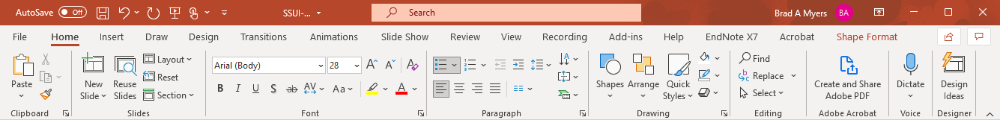 AutoSave Off SSUI-... Search Brad A Myers BA
File Home Insert Draw Design Transitions Animations Slide Show Review View Recording Add-ins Help EndNote X7 Acrobat Shape Format
Paste
New Slide
Reuse Slides
Layout
Reset
Section
Arial (Body) 28 A A A
B I U S ab AV Aa A
Shapes Arrange
Quick Styles
Find
Replace
Select
Create and Share Adobe PDF
Dictate
Design Ideas
Clipboard Slides Font Paragraph Drawing Editing Adobe Acrobat Voice Designer